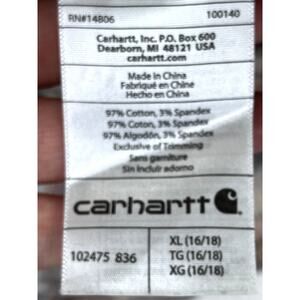 RN#14806 100140
Carhartt, Inc. P.O. Box 600
Dearborn, MI 48121 USA
carhartt.com
Made in China
Fabriqué en Chine
Hecho en China
97% Cotton, 3% Spandex
97% Coton, 3% Spandex
97% Algodón, 3% Spandex
Exclusive of Trimming
Sans garniture
Sin incluir adorno
carhartt
102475 836
XL (16/18)
TG (16/18)
XG (16/18)